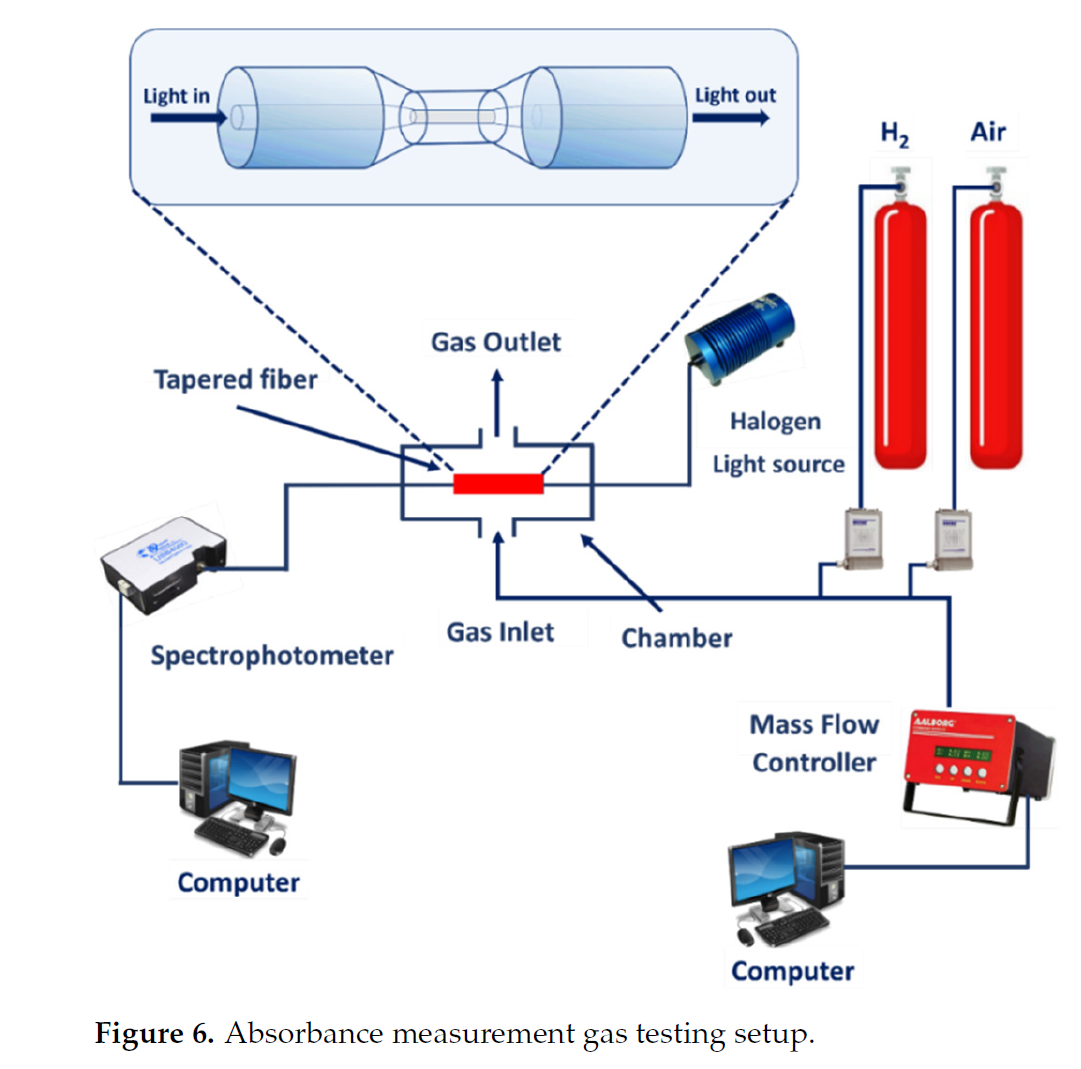 Light in
Light out
H₂
Air
Gas Outlet
Tapered fiber
Halogen
Light source
Gas Inlet
Chamber
Spectrophotometer
Mass Flow
Controller
AALBORG
Computer
Computer
Figure 6. Absorbance measurement gas testing setup.